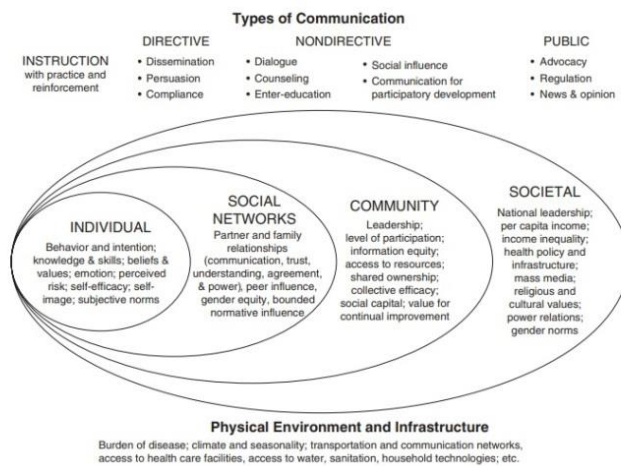 Types of Communication
DIRECTIVE
NONDIRECTIVE
PUBLIC
INSTRUCTION
with practice and
reinforcement
• Dissemination
• Persuasion
• Compliance
• Dialogue
• Counseling
• Enter-education
• Social influence
• Communication for
participatory development
• Advocacy
• Regulation
• News & opinion
INDIVIDUAL
Behavior and intention;
knowledge & skills; beliefs &
values; emotion; perceived
risk; self-efficacy; self-
image; subjective norms
SOCIAL
NETWORKS
Partner and family
relationships
(communication, trust,
understanding, agreement,
& power), peer influence,
gender equity, bounded
normative influence
COMMUNITY
Leadership;
level of participation;
information equity;
access to resources;
shared ownership;
collective efficacy;
social capital; value for
continual improvement
SOCIETAL
National leadership;
per capita income;
income inequality;
health policy and
infrastructure;
mass media;
religious and
cultural values;
power relations;
gender norms
Physical Environment and Infrastructure
Burden of disease; climate and seasonality; transportation and communication networks,
access to health care facilities, access to water, sanitation, household technologies; etc.